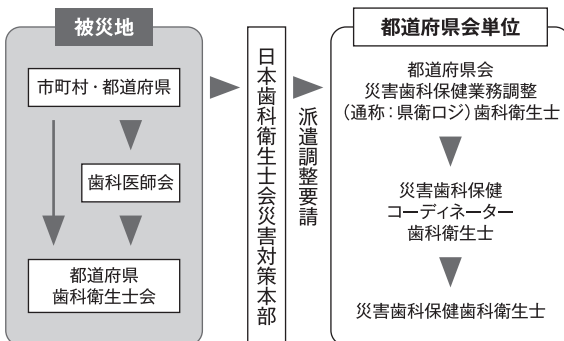 被災地
市町村・都道府県
歯科医師会
都道府県
歯科衛生士会
日本歯科衛生士会災害対策本部
派遣調整要請
都道府県会単位
都道府県会
災害歯科保健業務調整
（通称：県衛ロジ）歯科衛生士
災害歯科保健
コーディネーター
歯科衛生士
災害歯科保健歯科衛生士